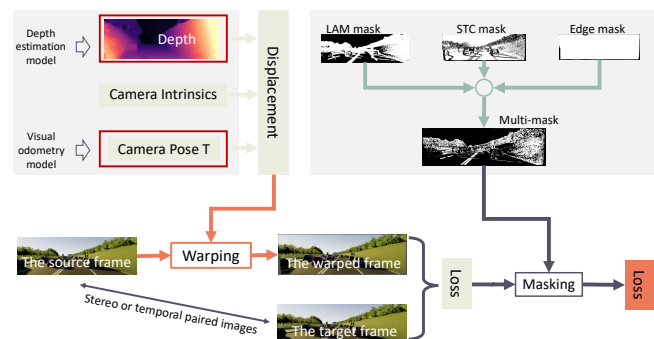 Depth
estimation
model
Depth
Camera Intrinsics
Visual
odometry
model
Camera Pose T
Displacement
LAM mask
STC mask
Edge mask
Multi-mask
The source frame
Warping
The warped frame
Stereo or temporal paired images
The target frame
Loss
Masking
Loss